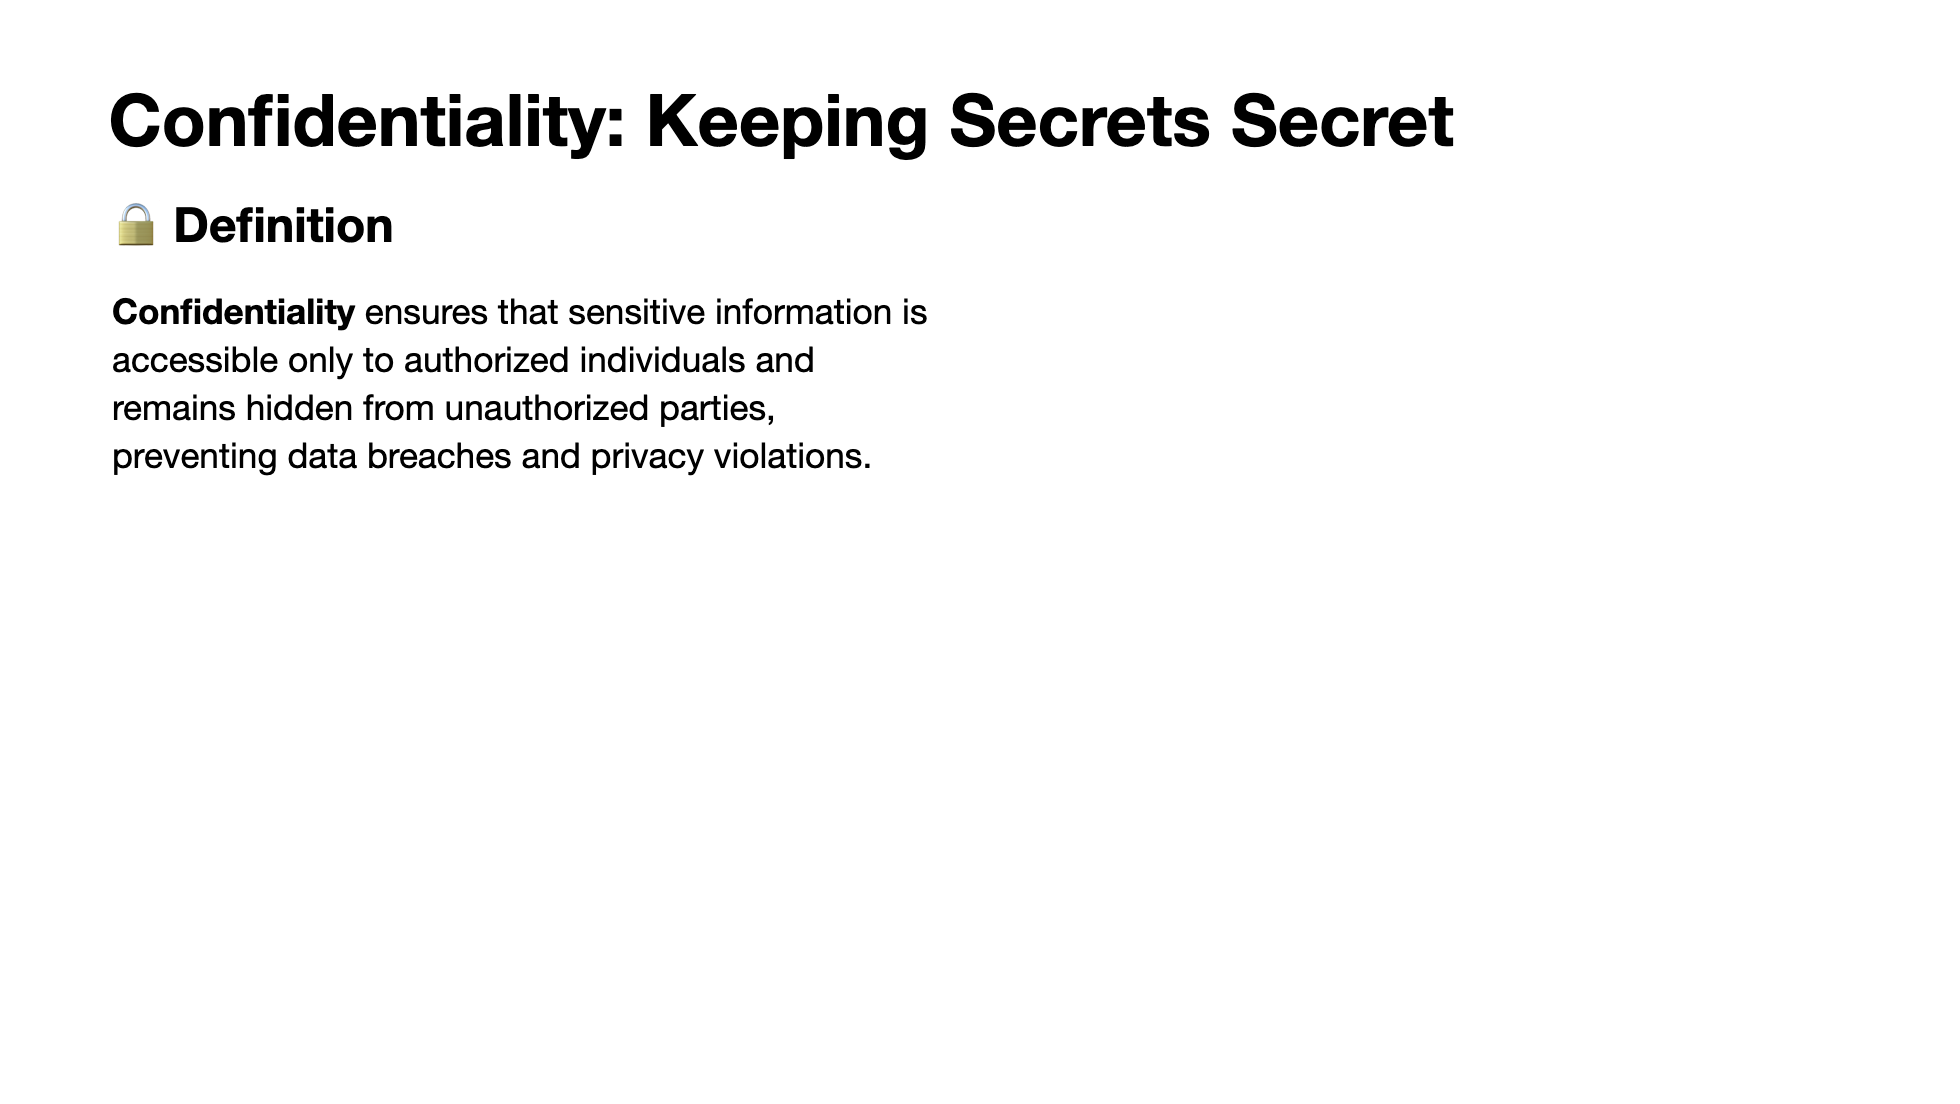 Confidentiality: Keeping Secrets Secret
🔒 Definition
Confidentiality ensures that sensitive information is
accessible only to authorized individuals and
remains hidden from unauthorized parties,
preventing data breaches and privacy violations.